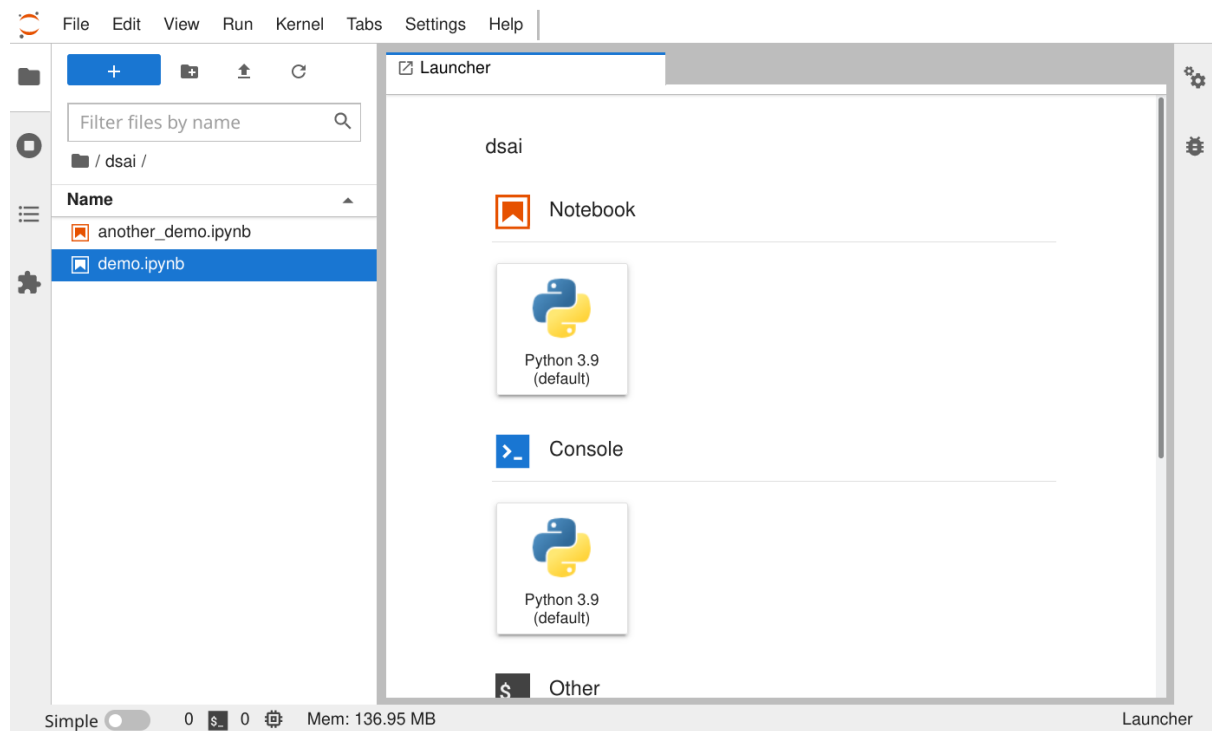 File Edit View Run Kernel Tabs Settings Help
+
Launcher
Filter files by name
/ dsai /
Name
another_demo.ipynb
demo.ipynb
dsai
Notebook
Python 3.9
(default)
>_ Console
Python 3.9
(default)
$ Other
Simple 0 $_ 0 Mem: 136.95 MB Launcher